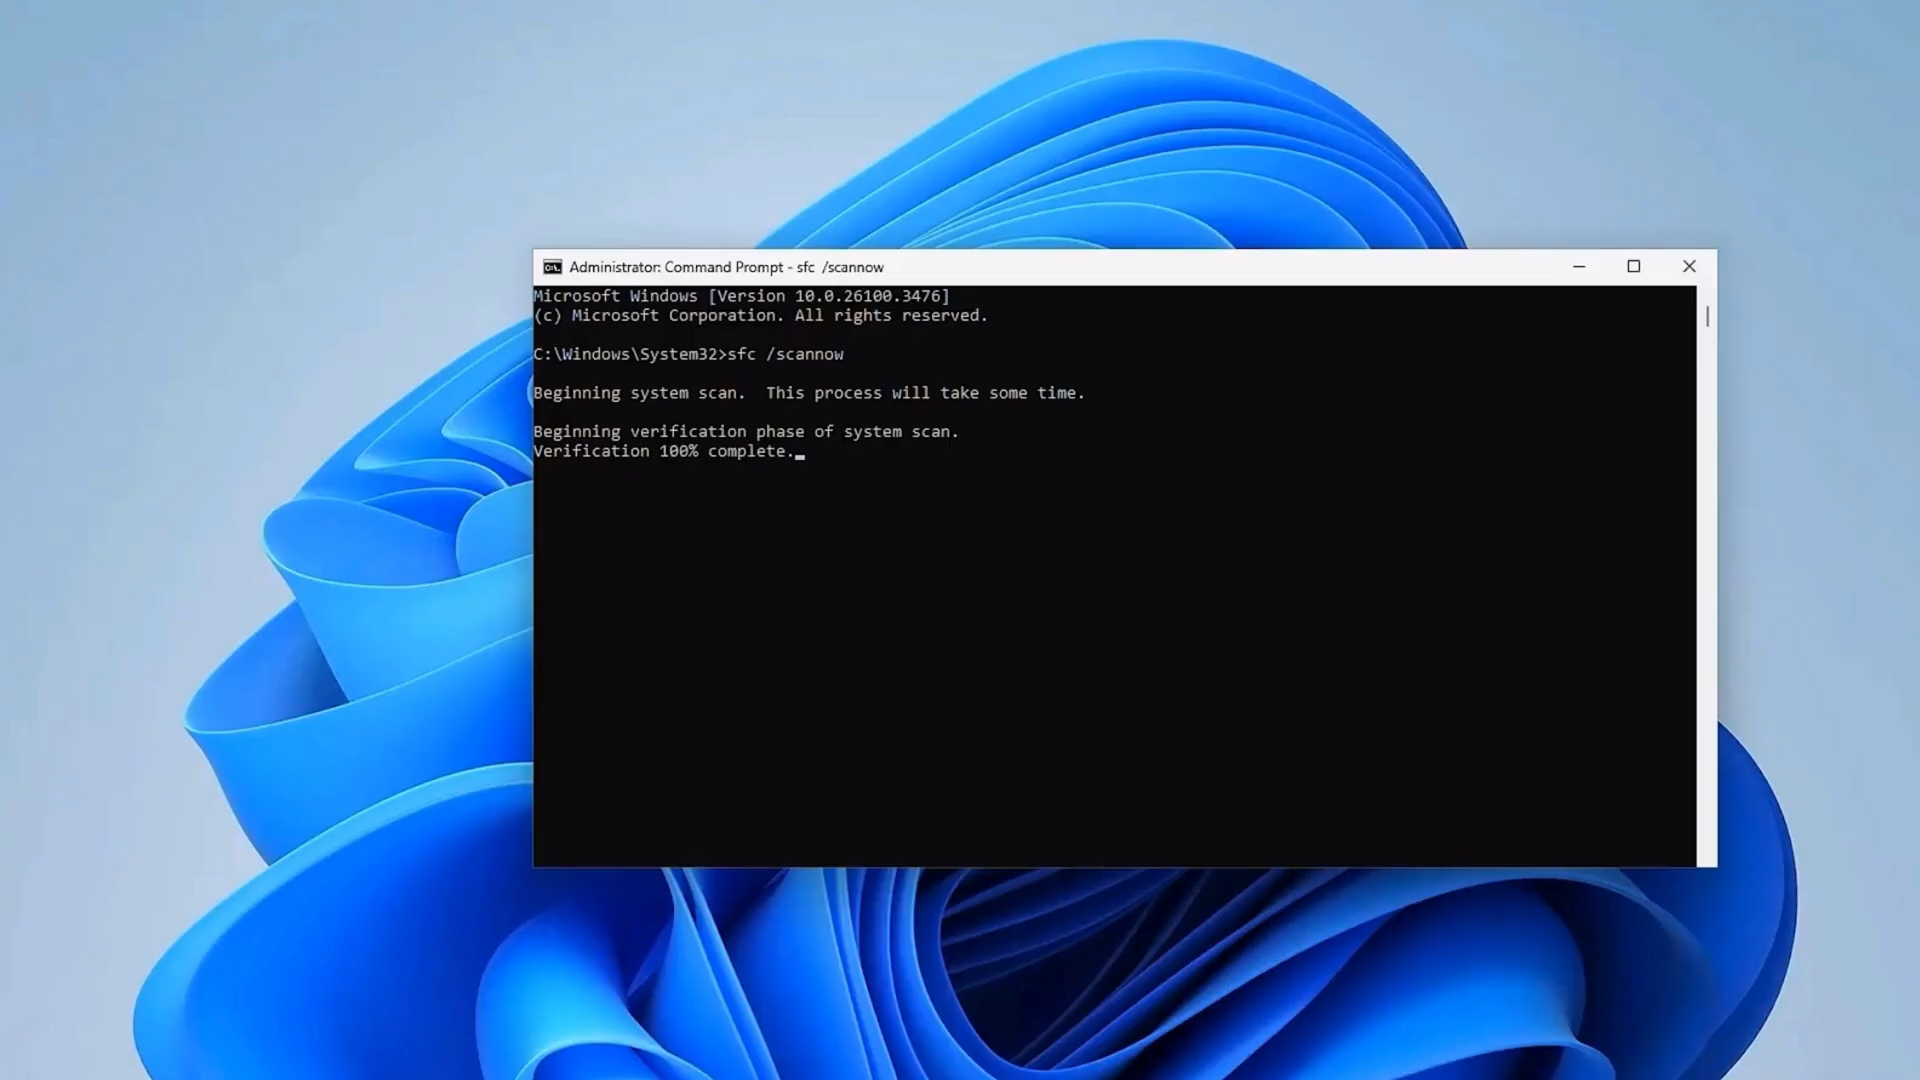 Administrator: Command Prompt - sfc  /scannow
Microsoft Windows [Version 10.0.26100.3476]
(c) Microsoft Corporation. All rights reserved.
C:\Windows\System32>sfc /scannow
Beginning system scan.  This process will take some time.
Beginning verification phase of system scan.
Verification 100% complete.